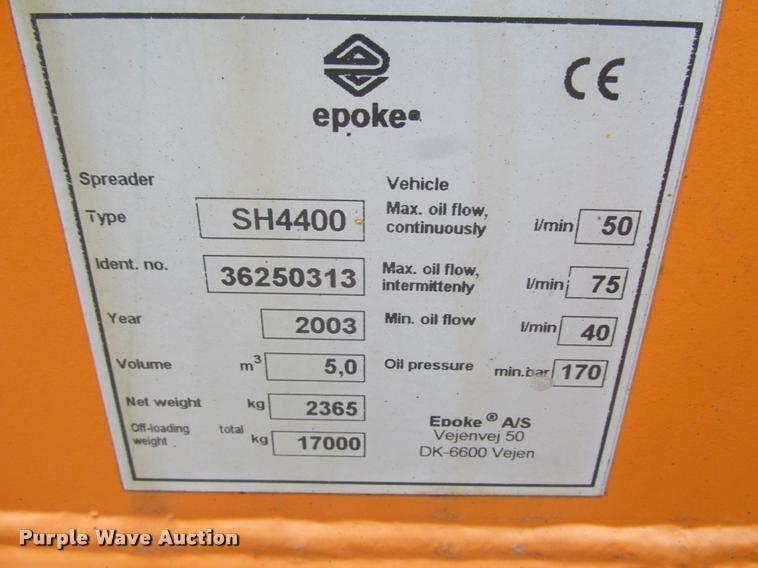 epoke®
CE
Spreader
Type SH4400
Ident. no. 36250313
Year 2003
Volume m³ 5,0
Net weight kg 2365
Off-loading total
weight kg 17000
Vehicle
Max. oil flow,
continuously l/min 50
Max. oil flow,
intermittenly l/min 75
Min. oil flow l/min 40
Oil pressure min.bar 170
Epoke® A/S
Vejenvej 50
DK-6600 Vejen
Purple Wave Auction